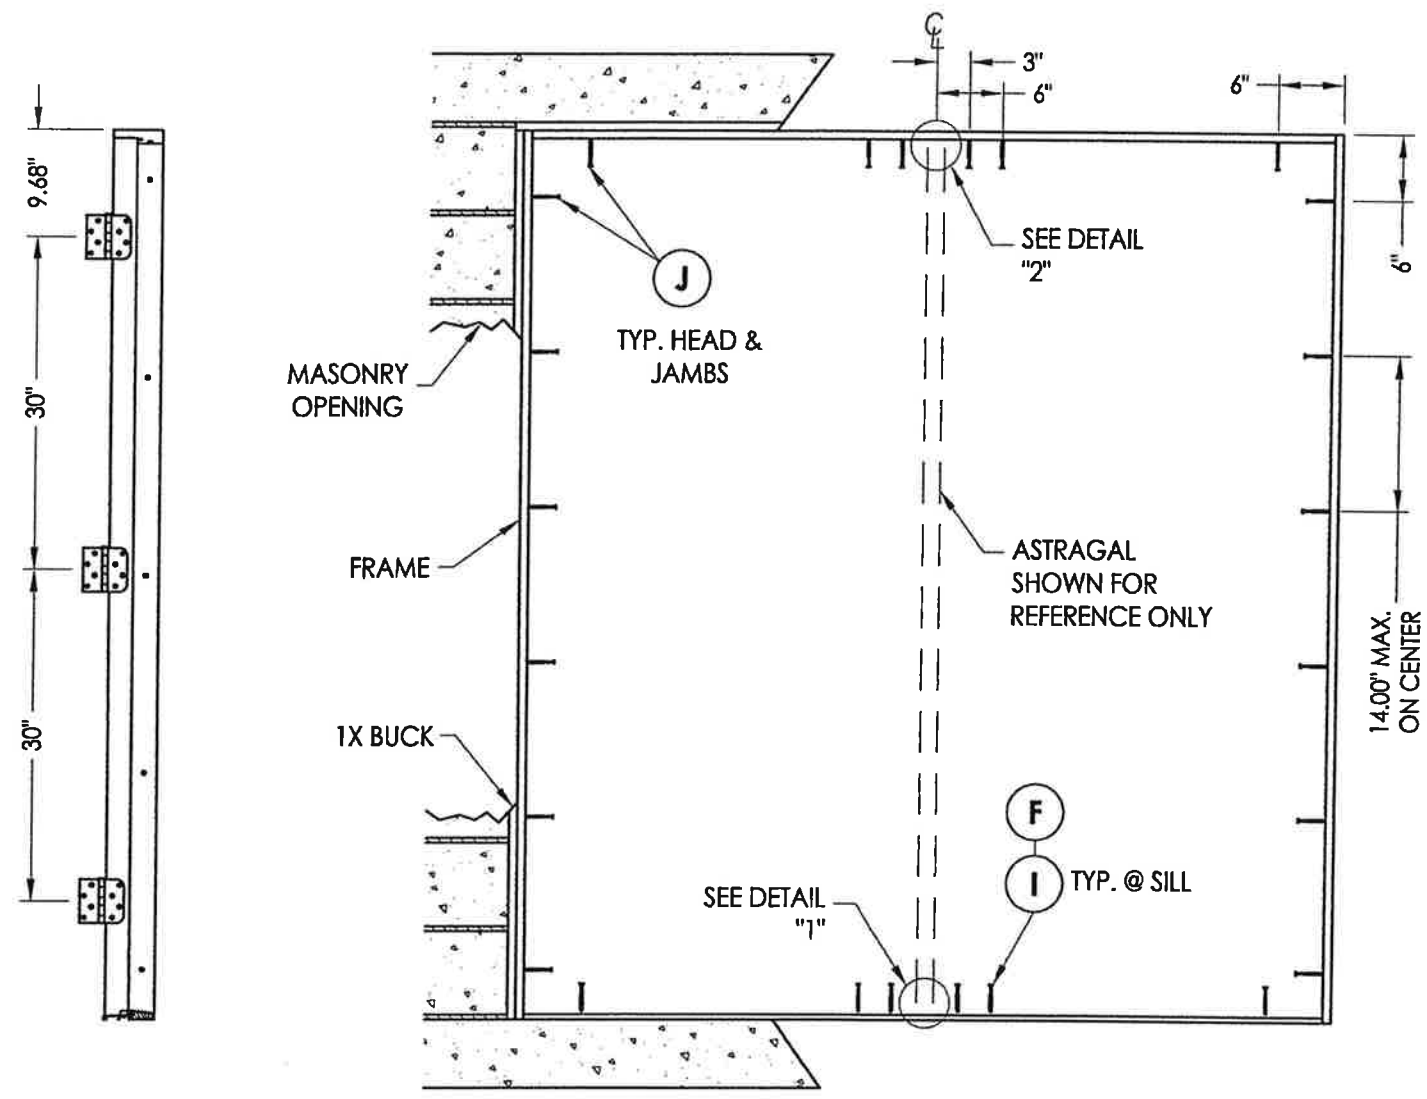 ℄
3"
6"
6"
9.68"
30"
30"
SEE DETAIL
"2"
6"
J
TYP. HEAD &
JAMBS
MASONRY
OPENING
FRAME
ASTRAGAL
SHOWN FOR
REFERENCE ONLY
14.00" MAX.
ON CENTER
1X BUCK
F
I
TYP. @ SILL
SEE DETAIL
"1"